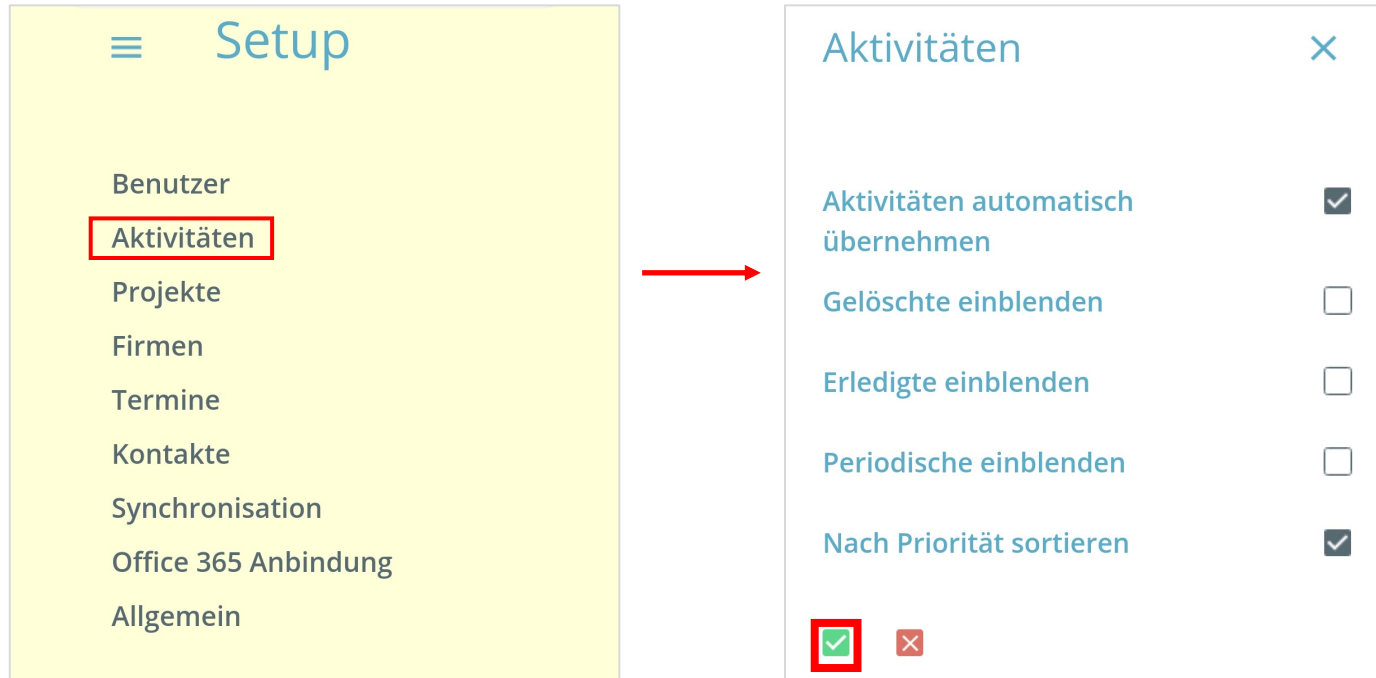 Setup
Benutzer
Aktivitäten
Projekte
Firmen
Termine
Kontakte
Synchronisation
Office 365 Anbindung
Allgemein
Aktivitäten
Aktivitäten automatisch
übernehmen
Gelöschte einblenden
Erledigte einblenden
Periodische einblenden
Nach Priorität sortieren